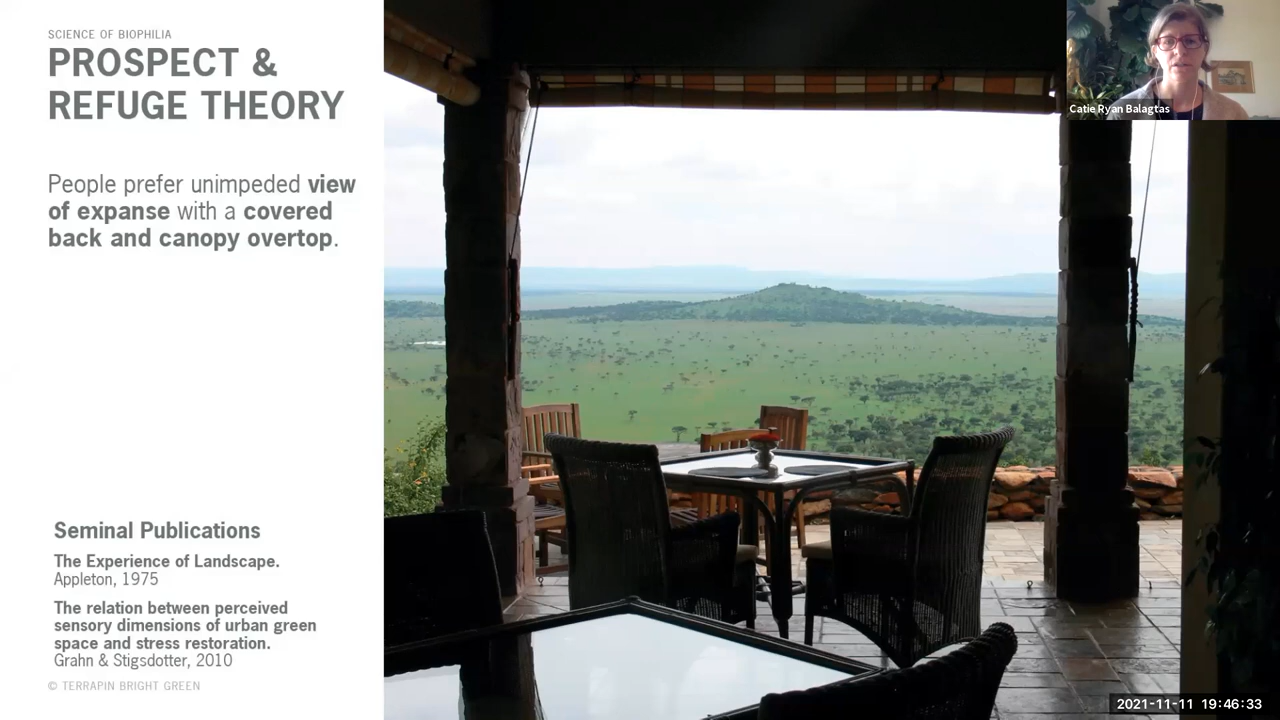 SCIENCE OF BIOPHILIA
PROSPECT &
REFUGE THEORY
People prefer unimpeded view
of expanse with a covered
back and canopy overtop.
Seminal Publications
The Experience of Landscape.
Appleton, 1975
The relation between perceived
sensory dimensions of urban green
space and stress restoration.
Grahn & Stigsdotter, 2010
© TERRAPIN BRIGHT GREEN
Catie Ryan Balagtas
2021-11-11 19:46:33